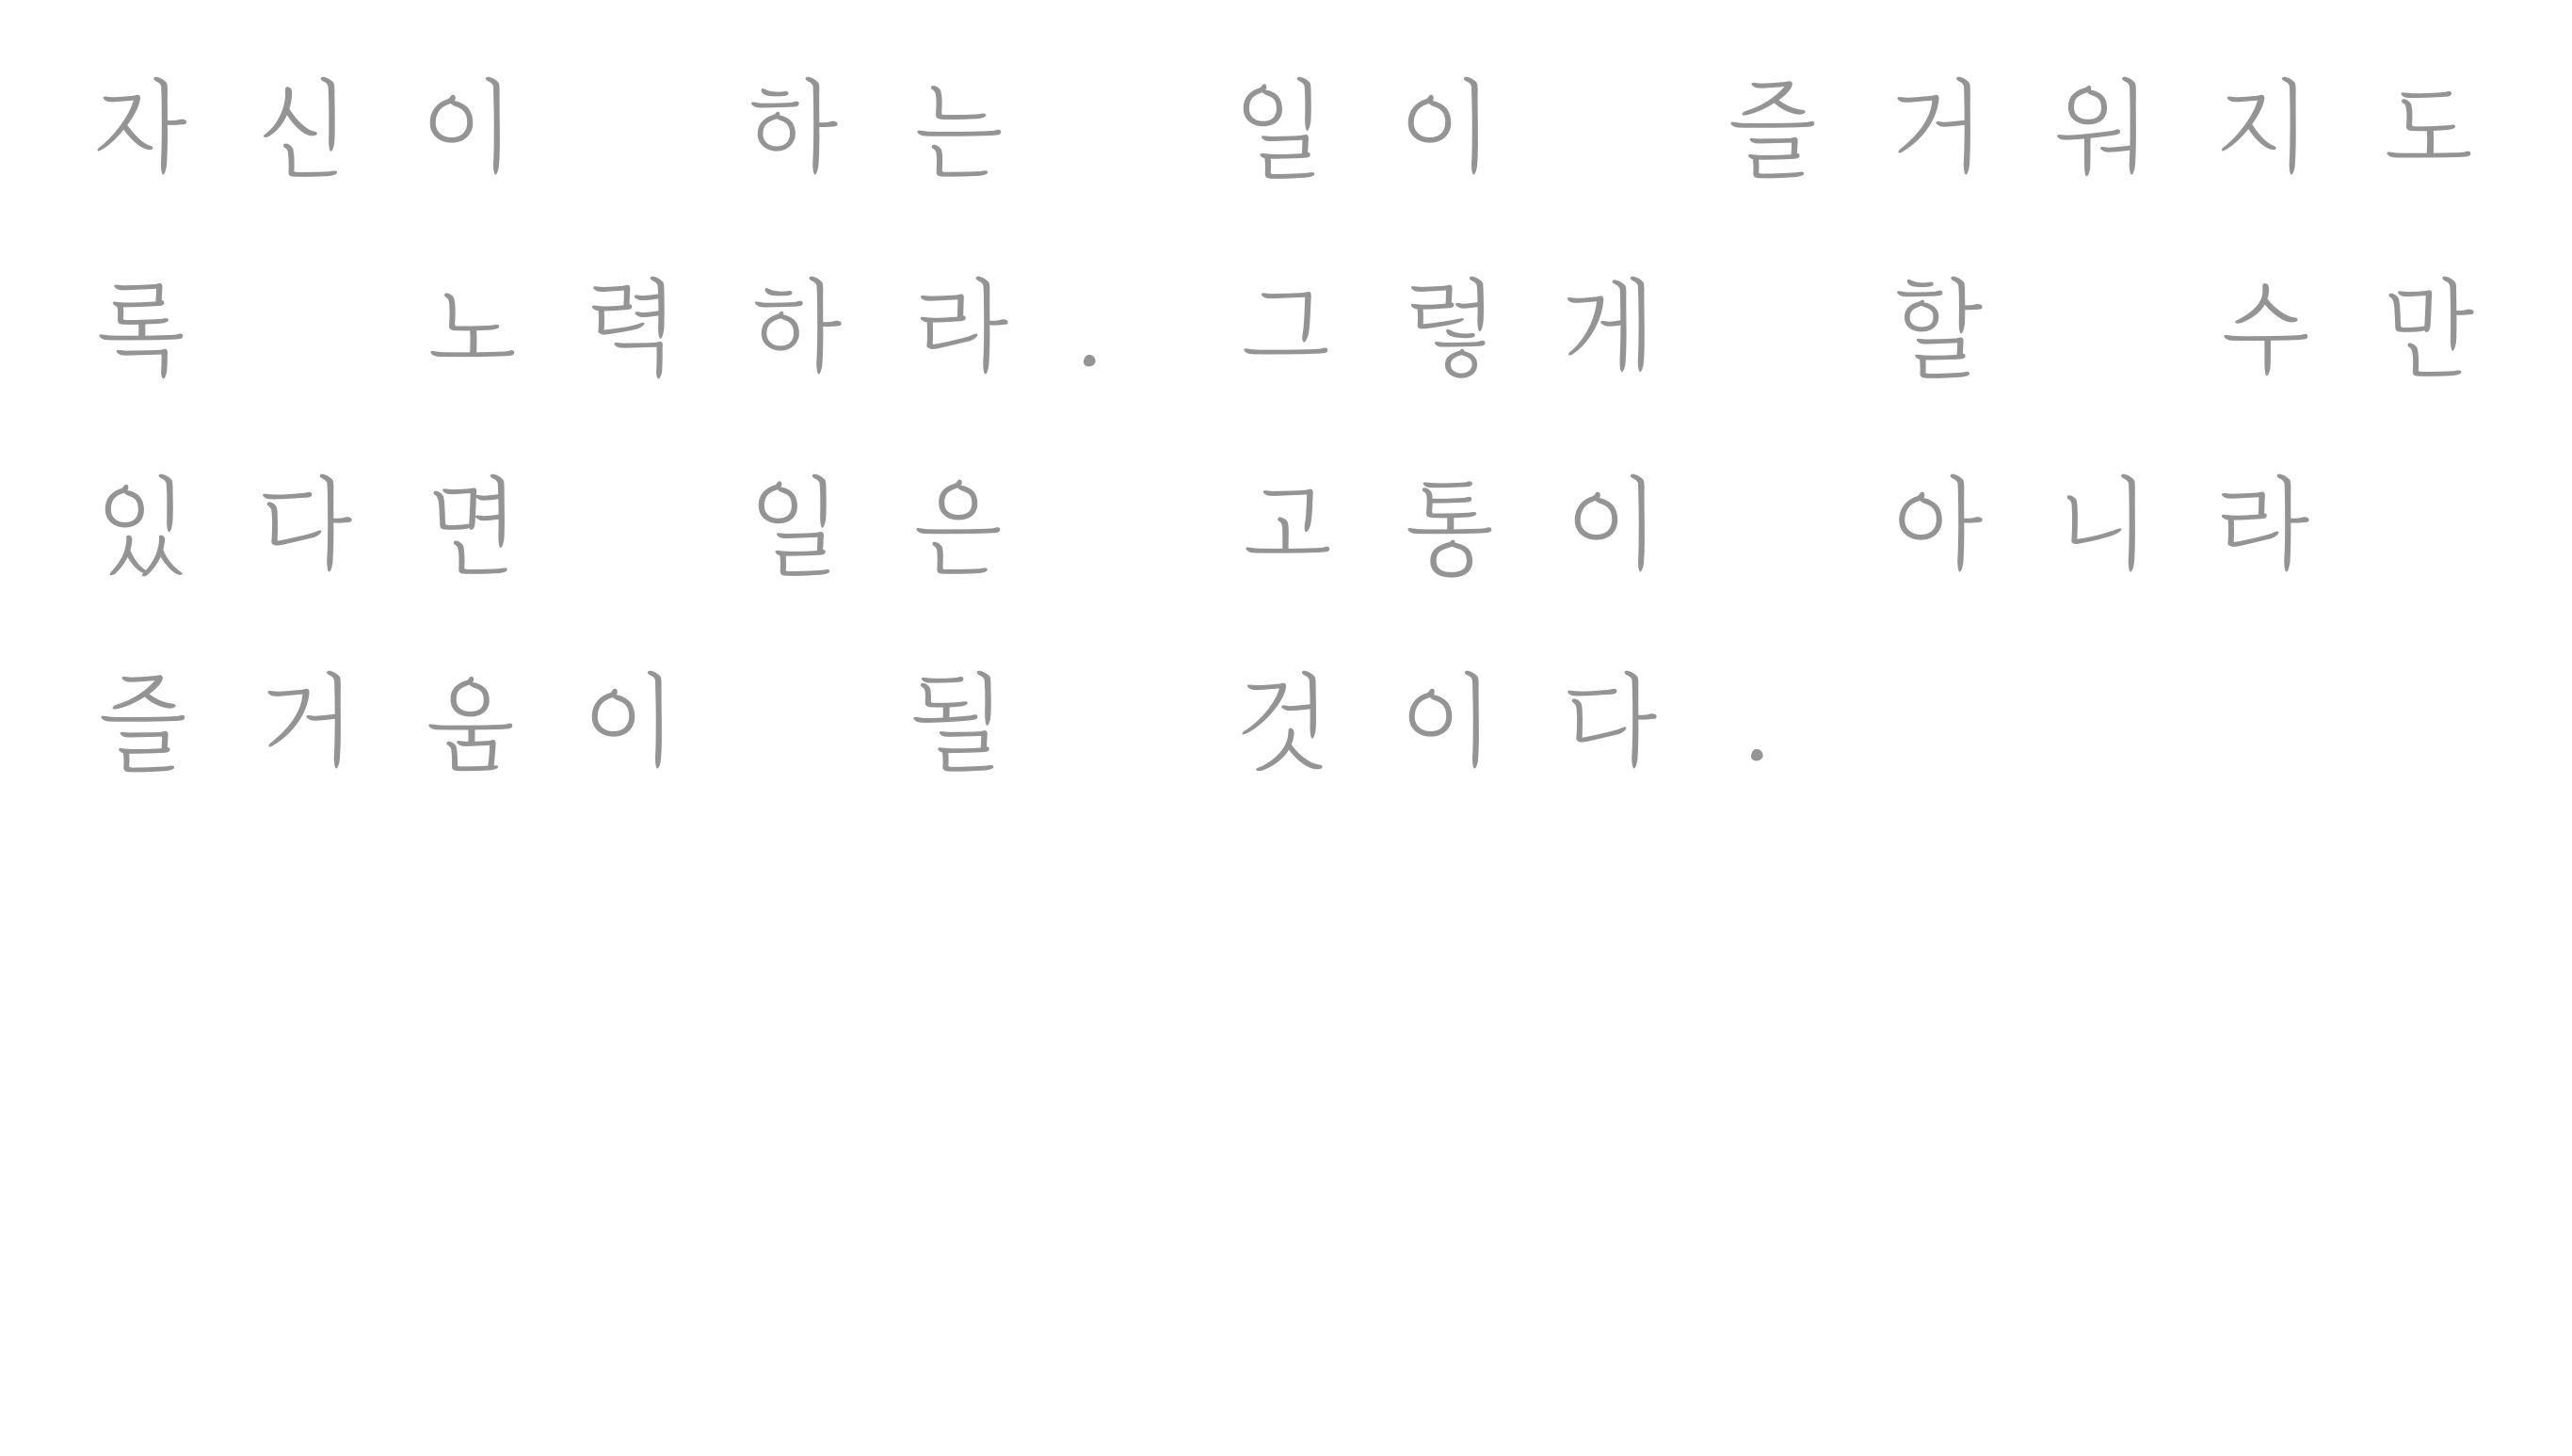 자신이 하는 일이 즐거워지도
록 노력하라. 그렇게 할 수만
있다면 일은 고통이 아니라
즐거움이 될 것이다.